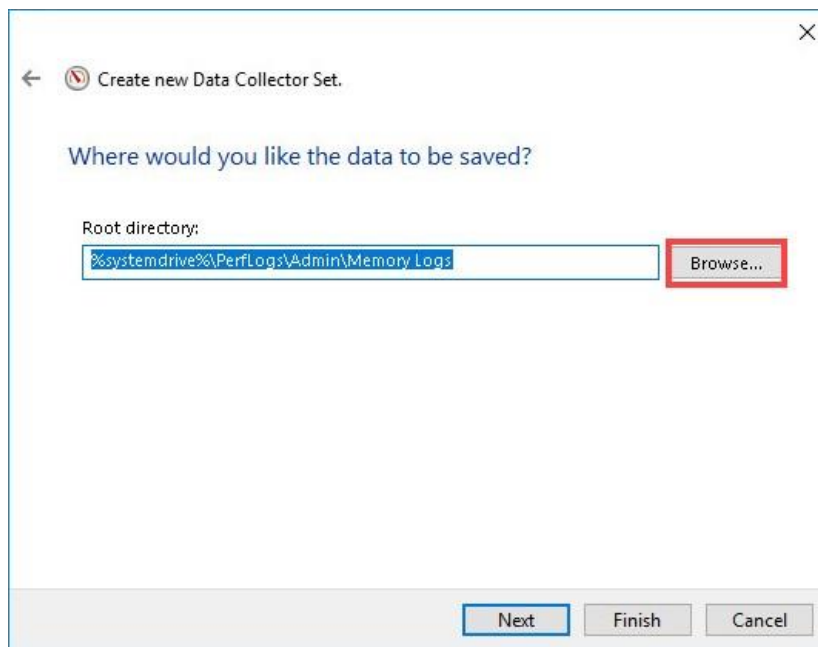 Create new Data Collector Set.
Where would you like the data to be saved?
Root directory:
%systemdrive%\PerfLogs\Admin\Memory Logs
Browse...
Next
Finish
Cancel